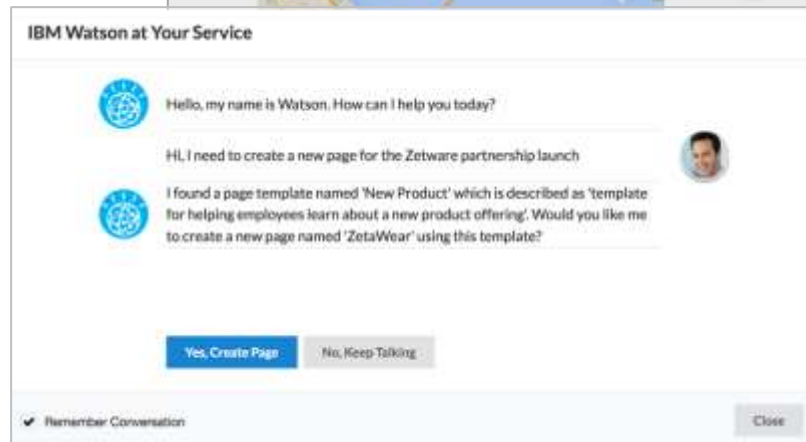 IBM Watson at Your Service
Hello, my name is Watson. How can I help you today?
Hi, I need to create a new page for the Zetware partnership launch
I found a page template named 'New Product' which is described as 'template
for helping employees learn about a new product offering'. Would you like me
to create a new page named 'ZetaWear' using this template?
Yes, Create Page
No, Keep Talking
✔ Remember Conversation
Close